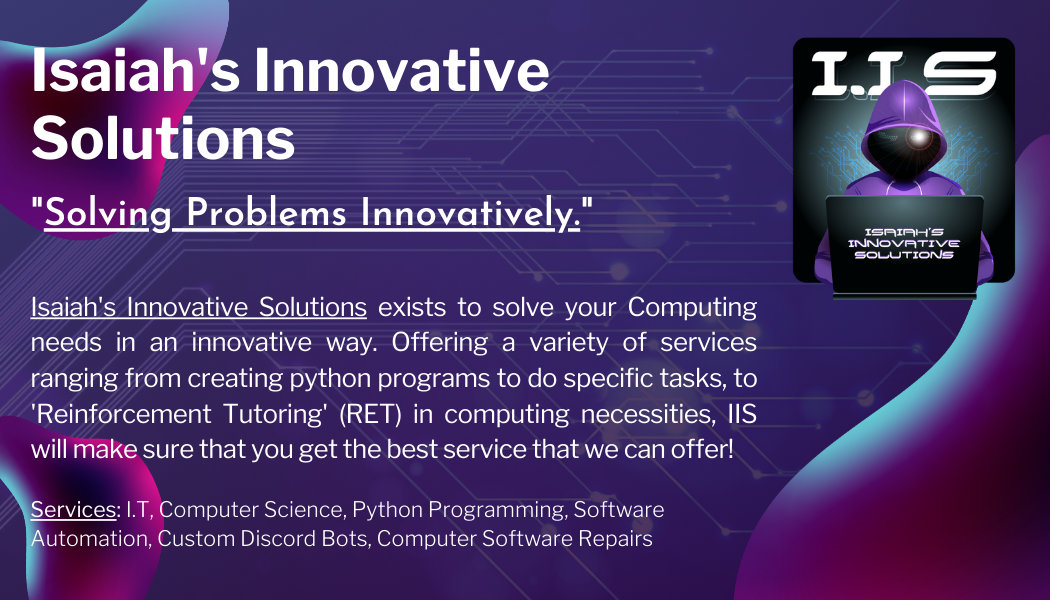 Isaiah's Innovative
Solutions
"Solving Problems Innovatively."
I.I.S
ISAIAH'S
INNOVATIVE
SOLUTIONS
Isaiah's Innovative Solutions exists to solve your Computing
needs in an innovative way. Offering a variety of services
ranging from creating python programs to do specific tasks, to
'Reinforcement Tutoring' (RET) in computing necessities, IIS
will make sure that you get the best service that we can offer!
Services: I.T, Computer Science, Python Programming, Software
Automation, Custom Discord Bots, Computer Software Repairs